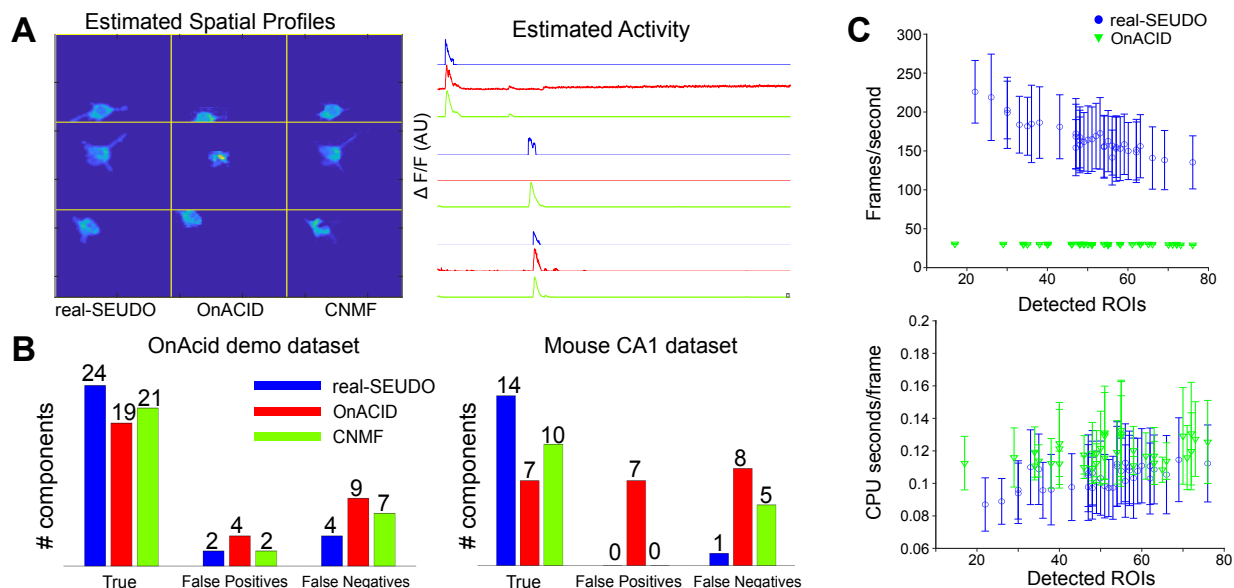 A
Estimated Spatial Profiles
real-SEUDO OnACID CNMF
Estimated Activity
Δ F/F (AU)
B
OnAcid demo dataset
# components
24
19
21
2
4
2
4
9
7
True False Positives False Negatives
real-SEUDO
OnACID
CNMF
Mouse CA1 dataset
# components
14
7
10
0
7
0
1
8
5
True False Positives False Negatives
C
real-SEUDO
OnACID
Frames/second
300
250
200
150
100
50
0
20 40 60 80
Detected ROIs
CPU seconds/frame
0.2
0.18
0.16
0.14
0.12
0.1
0.08
0.06
20 40 60 80
Detected ROIs